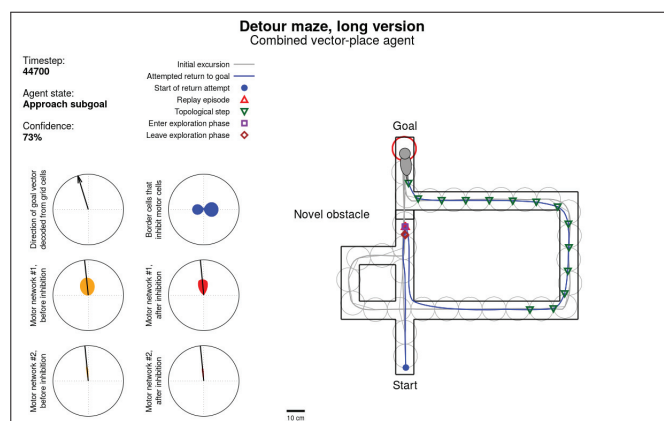 Detour maze, long version
Combined vector-place agent
Timestep:
44700
Agent state:
Approach subgoal
Confidence:
73%
Initial excursion
Attempted return to goal
Start of return attempt
Replay episode
Topological step
Enter exploration phase
Leave exploration phase
Direction of goal vector
decoded from grid cells
Border cells that
inhibit motor cells
Motor network #1,
before inhibition
Motor network #1,
after inhibition
Motor network #2,
before inhibition
Motor network #2,
after inhibition
Goal
Novel obstacle
Start
10 cm